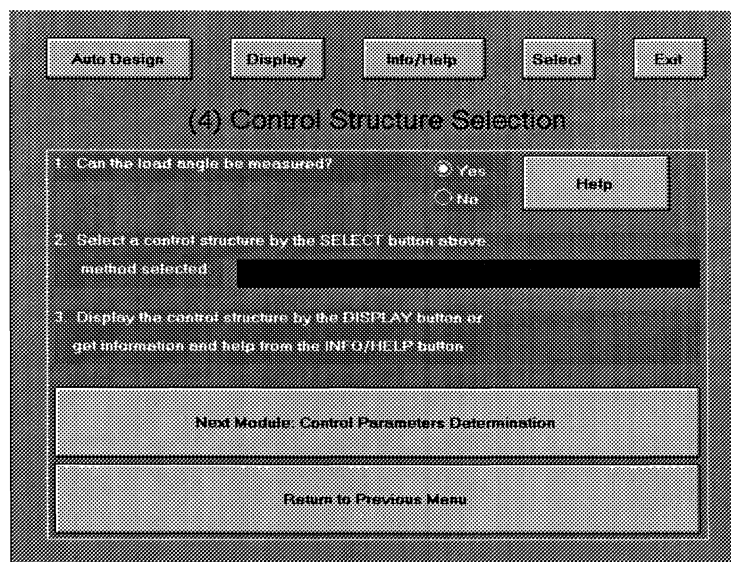 Auto Design Display Info/Help Select Exit
(4) Control Structure Selection
1. Can the load angle be measured?
Yes
No
Help
2. Select a control structure by the SELECT button above
method selected
3. Display the control structure by the DISPLAY button or
get information and help from the INFO/HELP button
Next Module: Control Parameters Determination
Return to Previous Menu